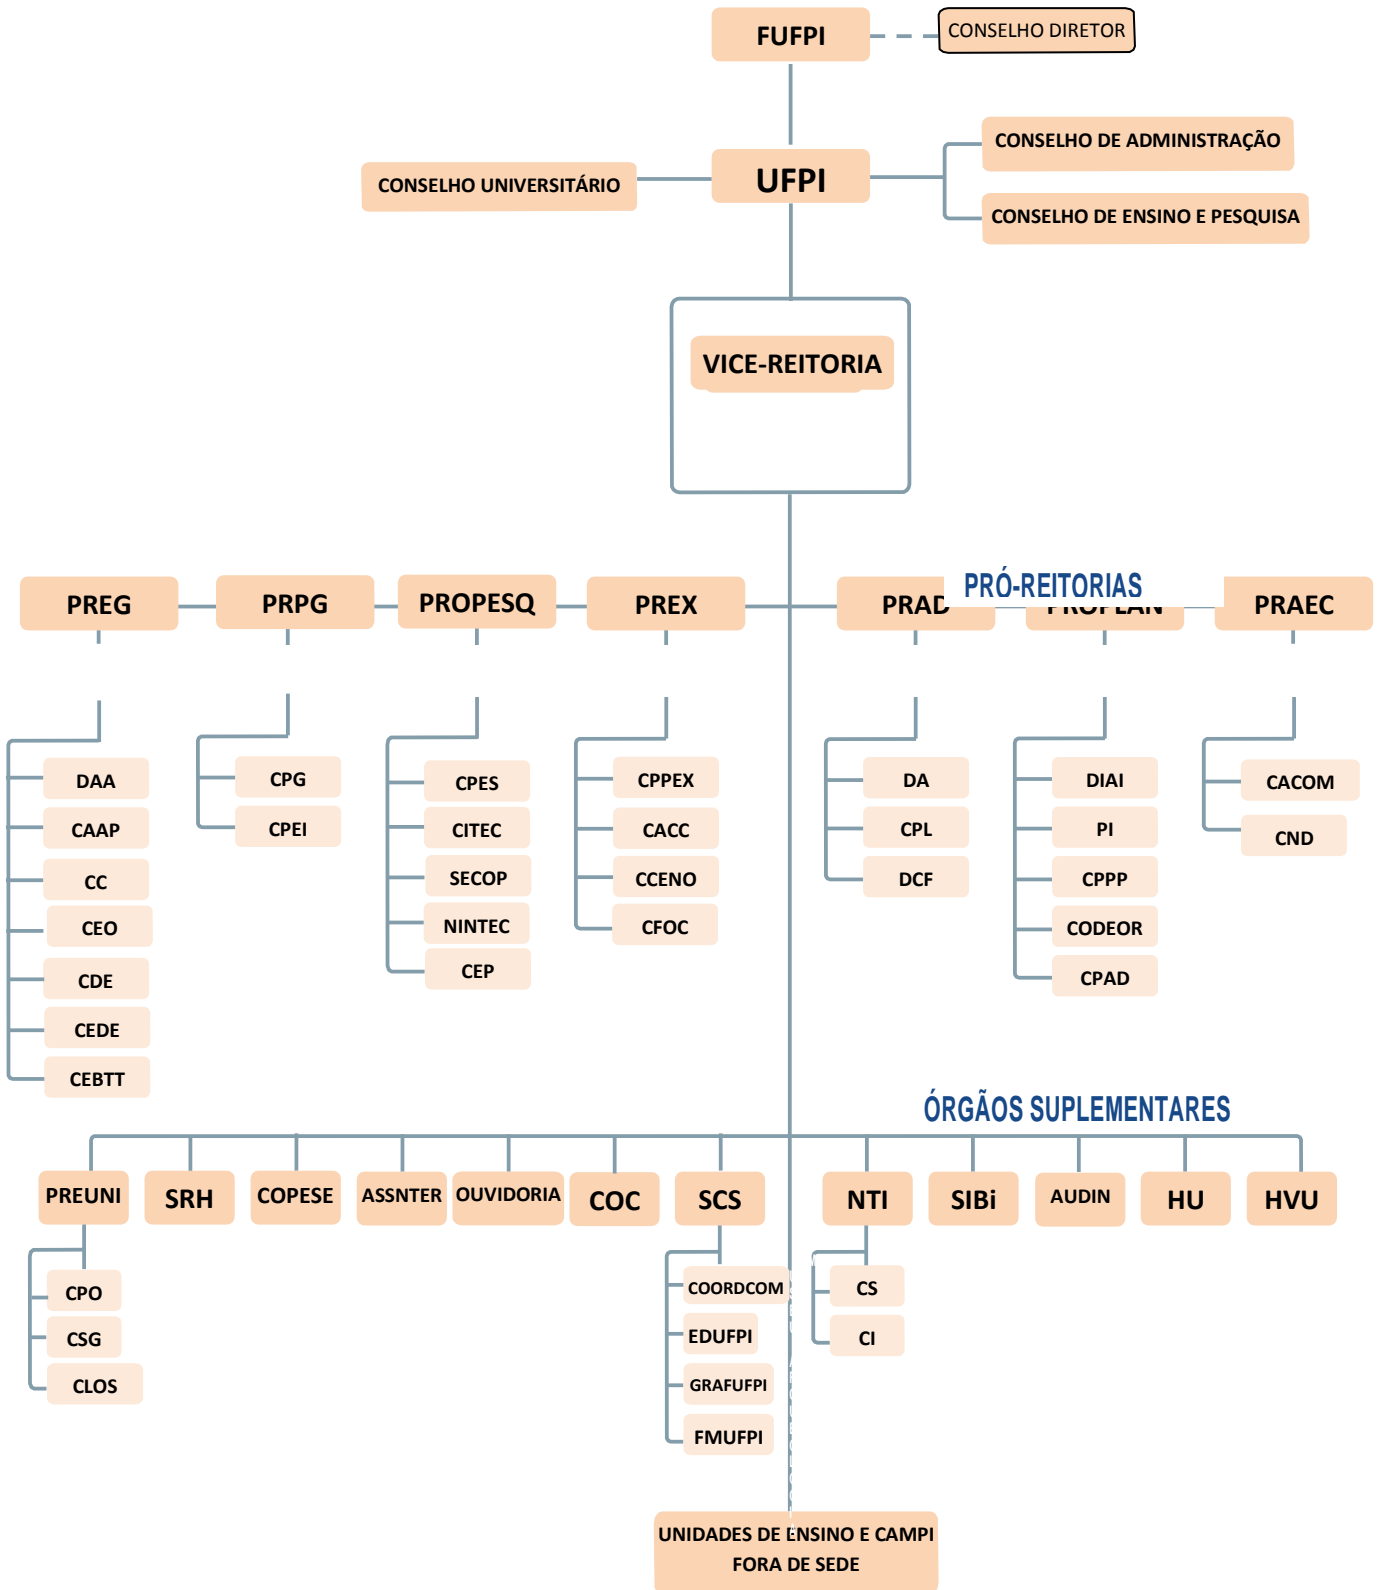 FUFPI
CONSELHO DIRETOR
CONSELHO DE ADMINISTRAÇÃO
CONSELHO UNIVERSITÁRIO
UFPI
CONSELHO DE ENSINO E PESQUISA
VICE-REITORIA
PRÓ-REITORIAS
PREG
PRPG
PROPESQ
PREX
PRAD
PROPLAN
PRAEC
DAA
CAAP
CC
CEO
CDE
CEDE
CEBTT
CPG
CPEI
CPES
CITEC
SECOP
NINTEC
CEP
CPPEX
CACC
CCENO
CFOC
DA
CPL
DCF
DIAI
PI
CPPP
CODEOR
CPAD
CACOM
CND
ÓRGÃOS SUPLEMENTARES
PREUNI
SRH
COPESE
ASSNTER
OUVIDORIA
COC
SCS
NTI
SIBi
AUDIN
HU
HVU
CPO
CSG
CLOS
COORDCOM
EDUFPI
GRAFUFPI
FMUFPI
CS
CI
UNIDADES DE ENSINO E CAMPI
FORA DE SEDE